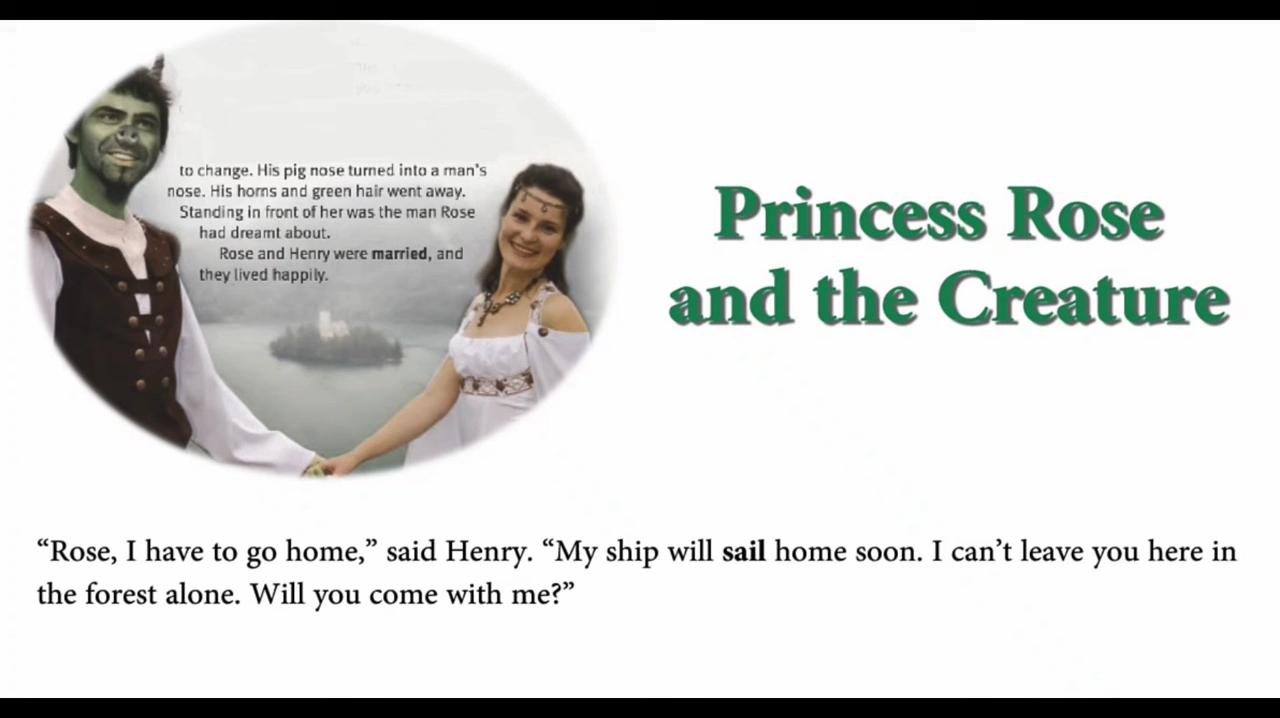 to change. His pig nose turned into a man's
nose. His horns and green hair went away.
Standing in front of her was the man Rose
had dreamt about.
Rose and Henry were married, and
they lived happily.
Princess Rose
and the Creature
“Rose, I have to go home,” said Henry. “My ship will sail home soon. I can’t leave you here in
the forest alone. Will you come with me?”